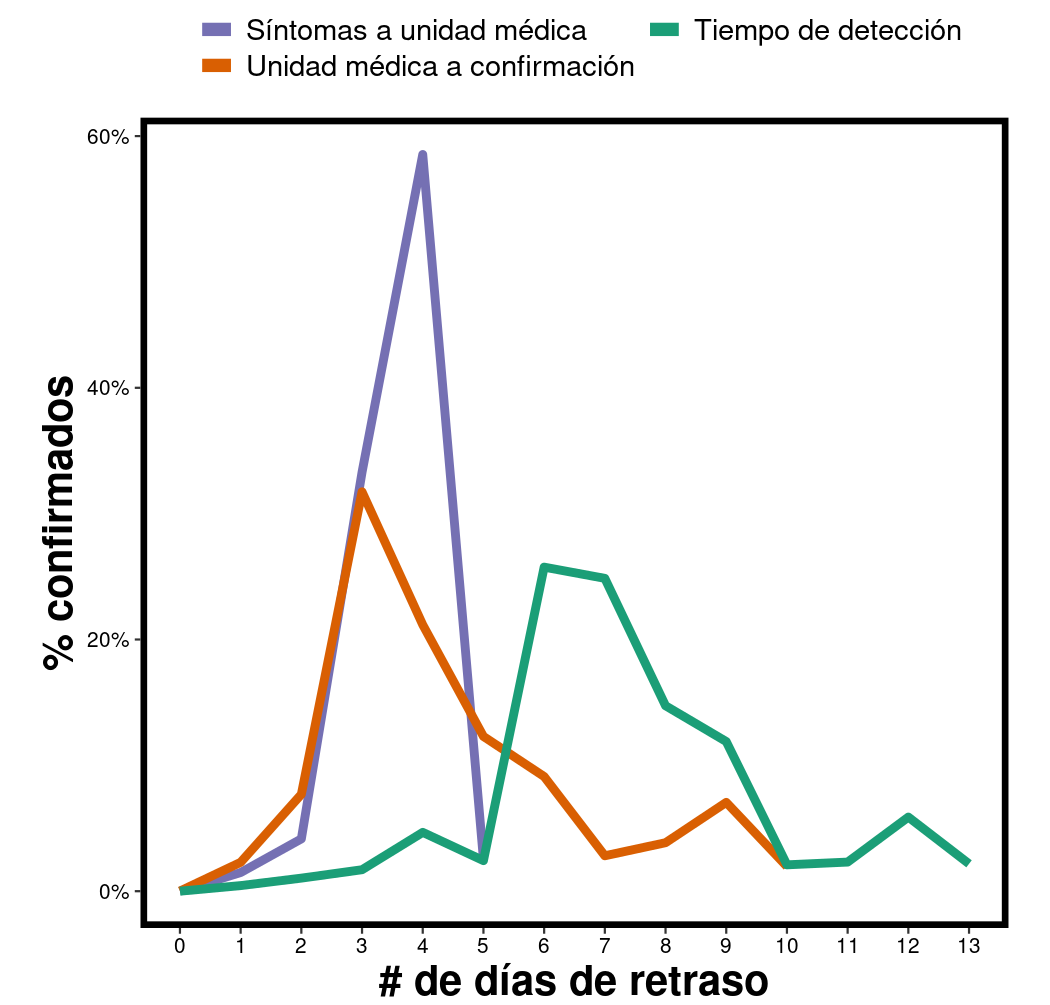 Síntomas a unidad médica
Tiempo de detección
Unidad médica a confirmación
60%
40%
20%
0%
% confirmados
0 1 2 3 4 5 6 7 8 9 10 11 12 13
# de días de retraso